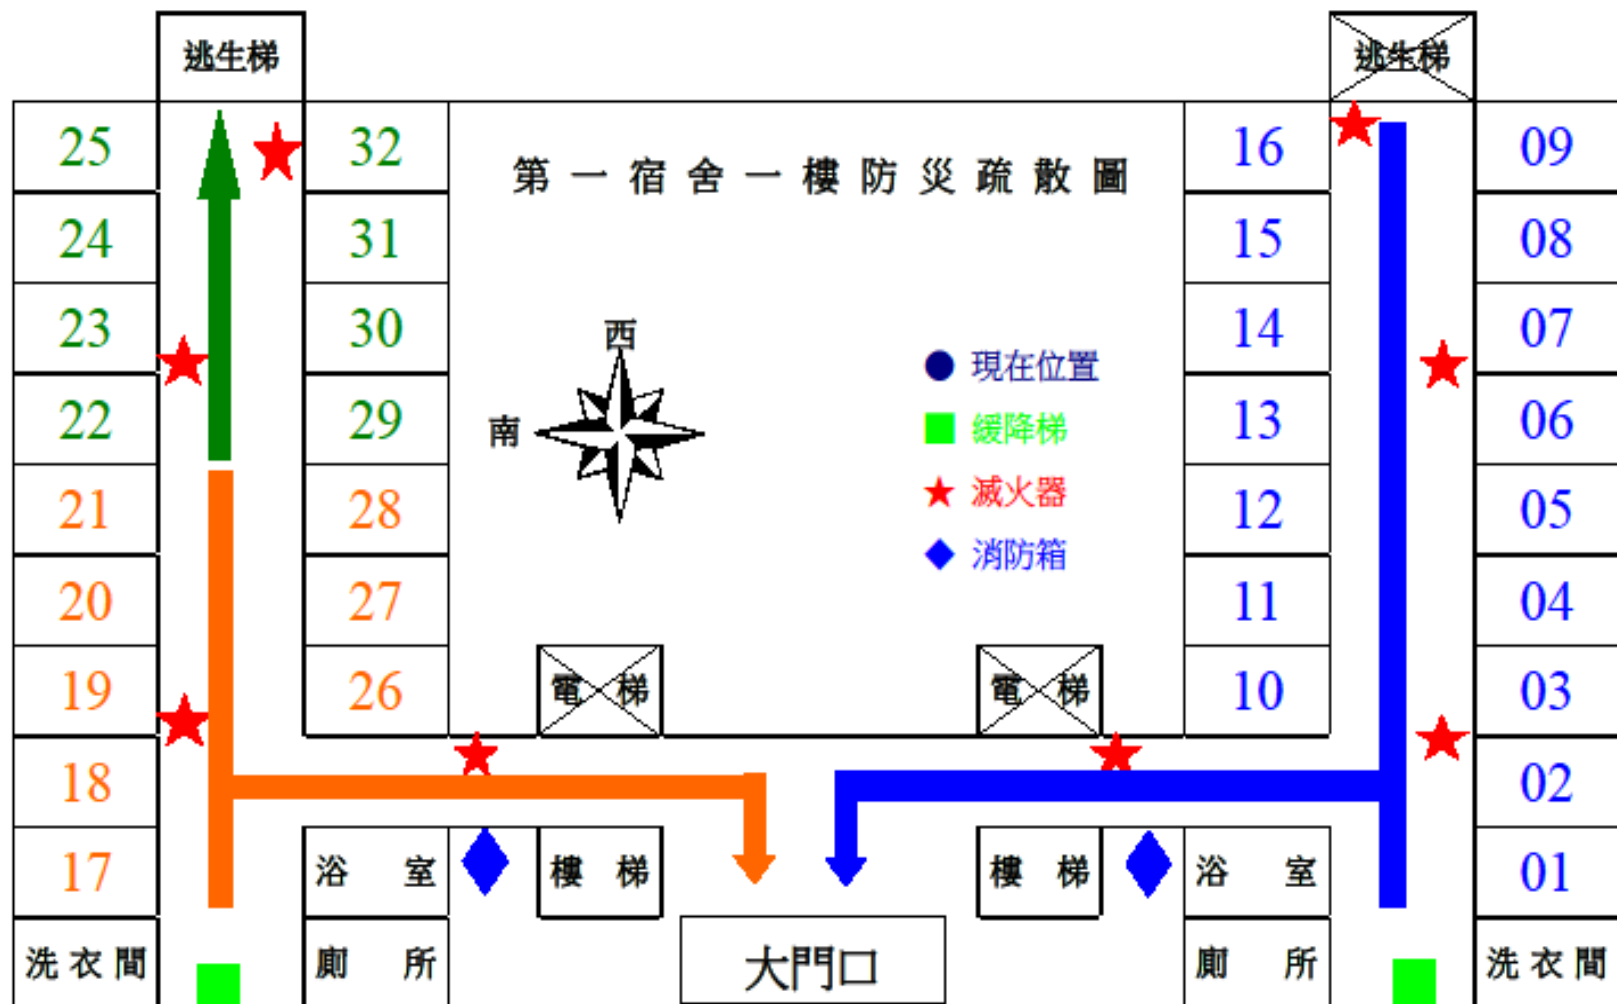 逃生梯 逃生梯
25 32 第一宿舍一樓防災疏散圖 16 09
24 31 15 08
23 30 西 14 07
● 現在位置
22 29 南 13 06
■ 緩降梯
21 28 ★ 滅火器 12 05
◆ 消防箱
20 27 11 04
19 26 電梯 電梯 10 03
18 02
17 浴室 樓梯 樓梯 浴室 01
洗衣間 廁所 大門口 廁所 洗衣間